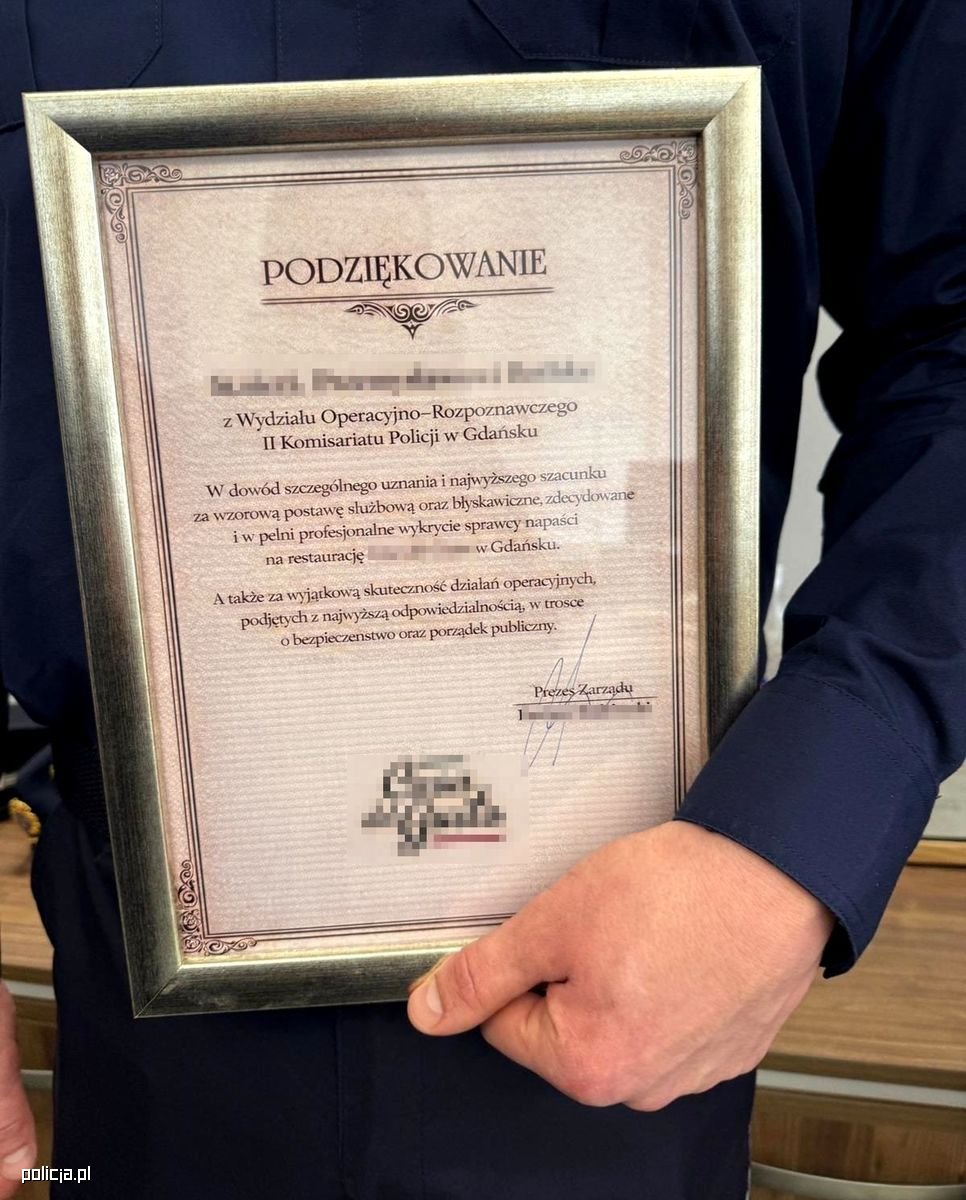 PODZIĘKOWANIE
z Wydziału Operacyjno–Rozpoznawczego
II Komisariatu Policji w Gdańsku
W dowód szczególnego uznania i najwyższego szacunku
za wzorową postawę służbową oraz błyskawiczne, zdecydowane
i w pełni profesjonalne wykrycie sprawcy napaści
na restaurację w Gdańsku.
A także za wyjątkową skuteczność działań operacyjnych,
podjętych z najwyższą odpowiedzialnością, w trosce
o bezpieczeństwo oraz porządek publiczny.
Prezes Zarządu
policja.pl